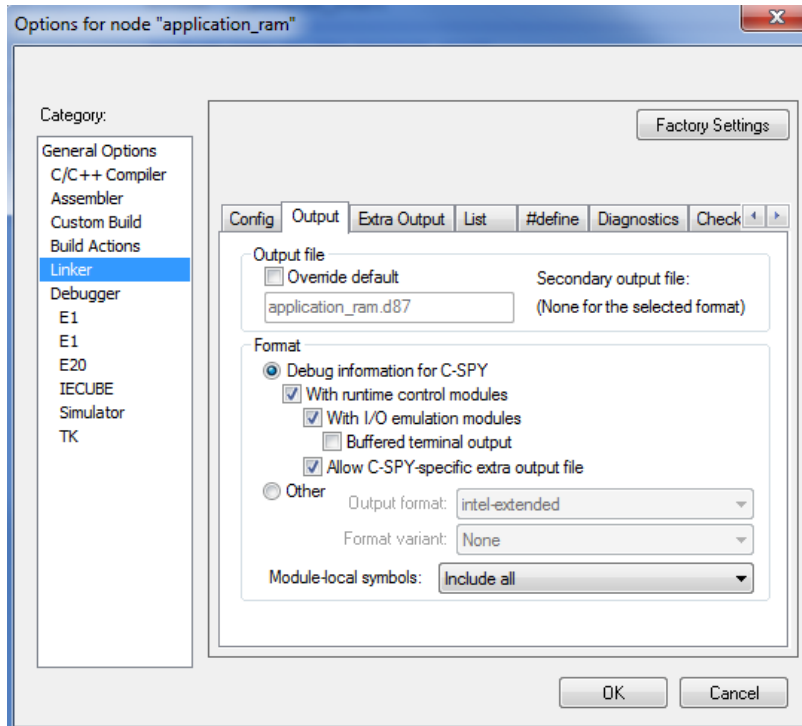 Options for node "application_ram"
x
Category:
Factory Settings
General Options
C/C++ Compiler
Assembler
Custom Build
Build Actions
Linker
Debugger
E1
E1
E20
IECUBE
Simulator
TK
Config Output Extra Output List #define Diagnostics Check
Output file
Override default
Secondary output file:
application_ram.d87
(None for the selected format)
Format
Debug information for C-SPY
With runtime control modules
With I/O emulation modules
Buffered terminal output
Allow C-SPY-specific extra output file
Other
Output format: intel-extended
Format variant: None
Module-local symbols: Include all
OK Cancel